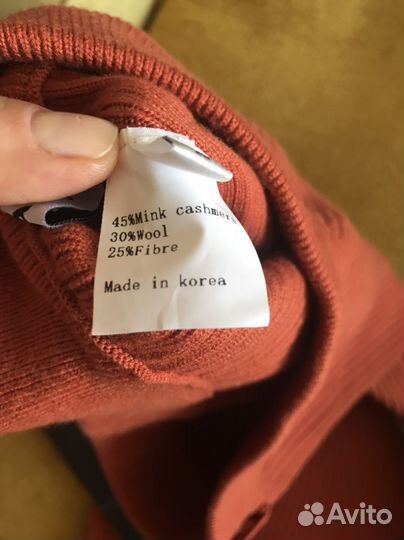 45%Mink cashmere
30%Wool
25%Fibre
Made in korea
Avito